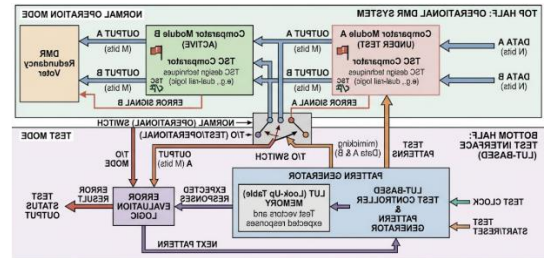 TOP HALF: OPERATIONAL DMR SYSTEM
NORMAL OPERATION MODE
DATA A
(N bits)
DATA B
(N bits)
Comparator Module A
(UNDER TEST)
TSC Comparator
TSC design techniques
(e.g., dual-rail logic)
TSC
OUTPUT A
(M bits)
OUTPUT B
(M bits)
ERROR SIGNAL A
Comparator Module B
(ACTIVE)
TSC Comparator
TSC design techniques
(e.g., dual-rail logic)
TSC
OUTPUT A
(M bits)
OUTPUT B
(M bits)
ERROR SIGNAL B
DMR
Redundancy
Voter
NORMAL (OPERATIONAL) SWITCH
T/O (TEST/OPERATIONAL)
T/O SWITCH
BOTTOM HALF:
TEST INTERFACE
(LUT-BASED)
TEST MODE
TEST
PATTERNS
(mimicking
Data A & B)
OUTPUT
A (M bits)
T/O
MODE
TEST CLOCK
TEST
START/RESET
PATTERN GENERATOR
LUT-BASED
TEST CONTROLLER
&
PATTERN
GENERATOR
LUT (Look-Up Table)
MEMORY
Test vectors and
expected responses
EXPECTED
RESPONSES
ERROR
EVALUATION
LOGIC
ERROR
RESULT
TEST
STATUS
OUTPUT
NEXT PATTERN